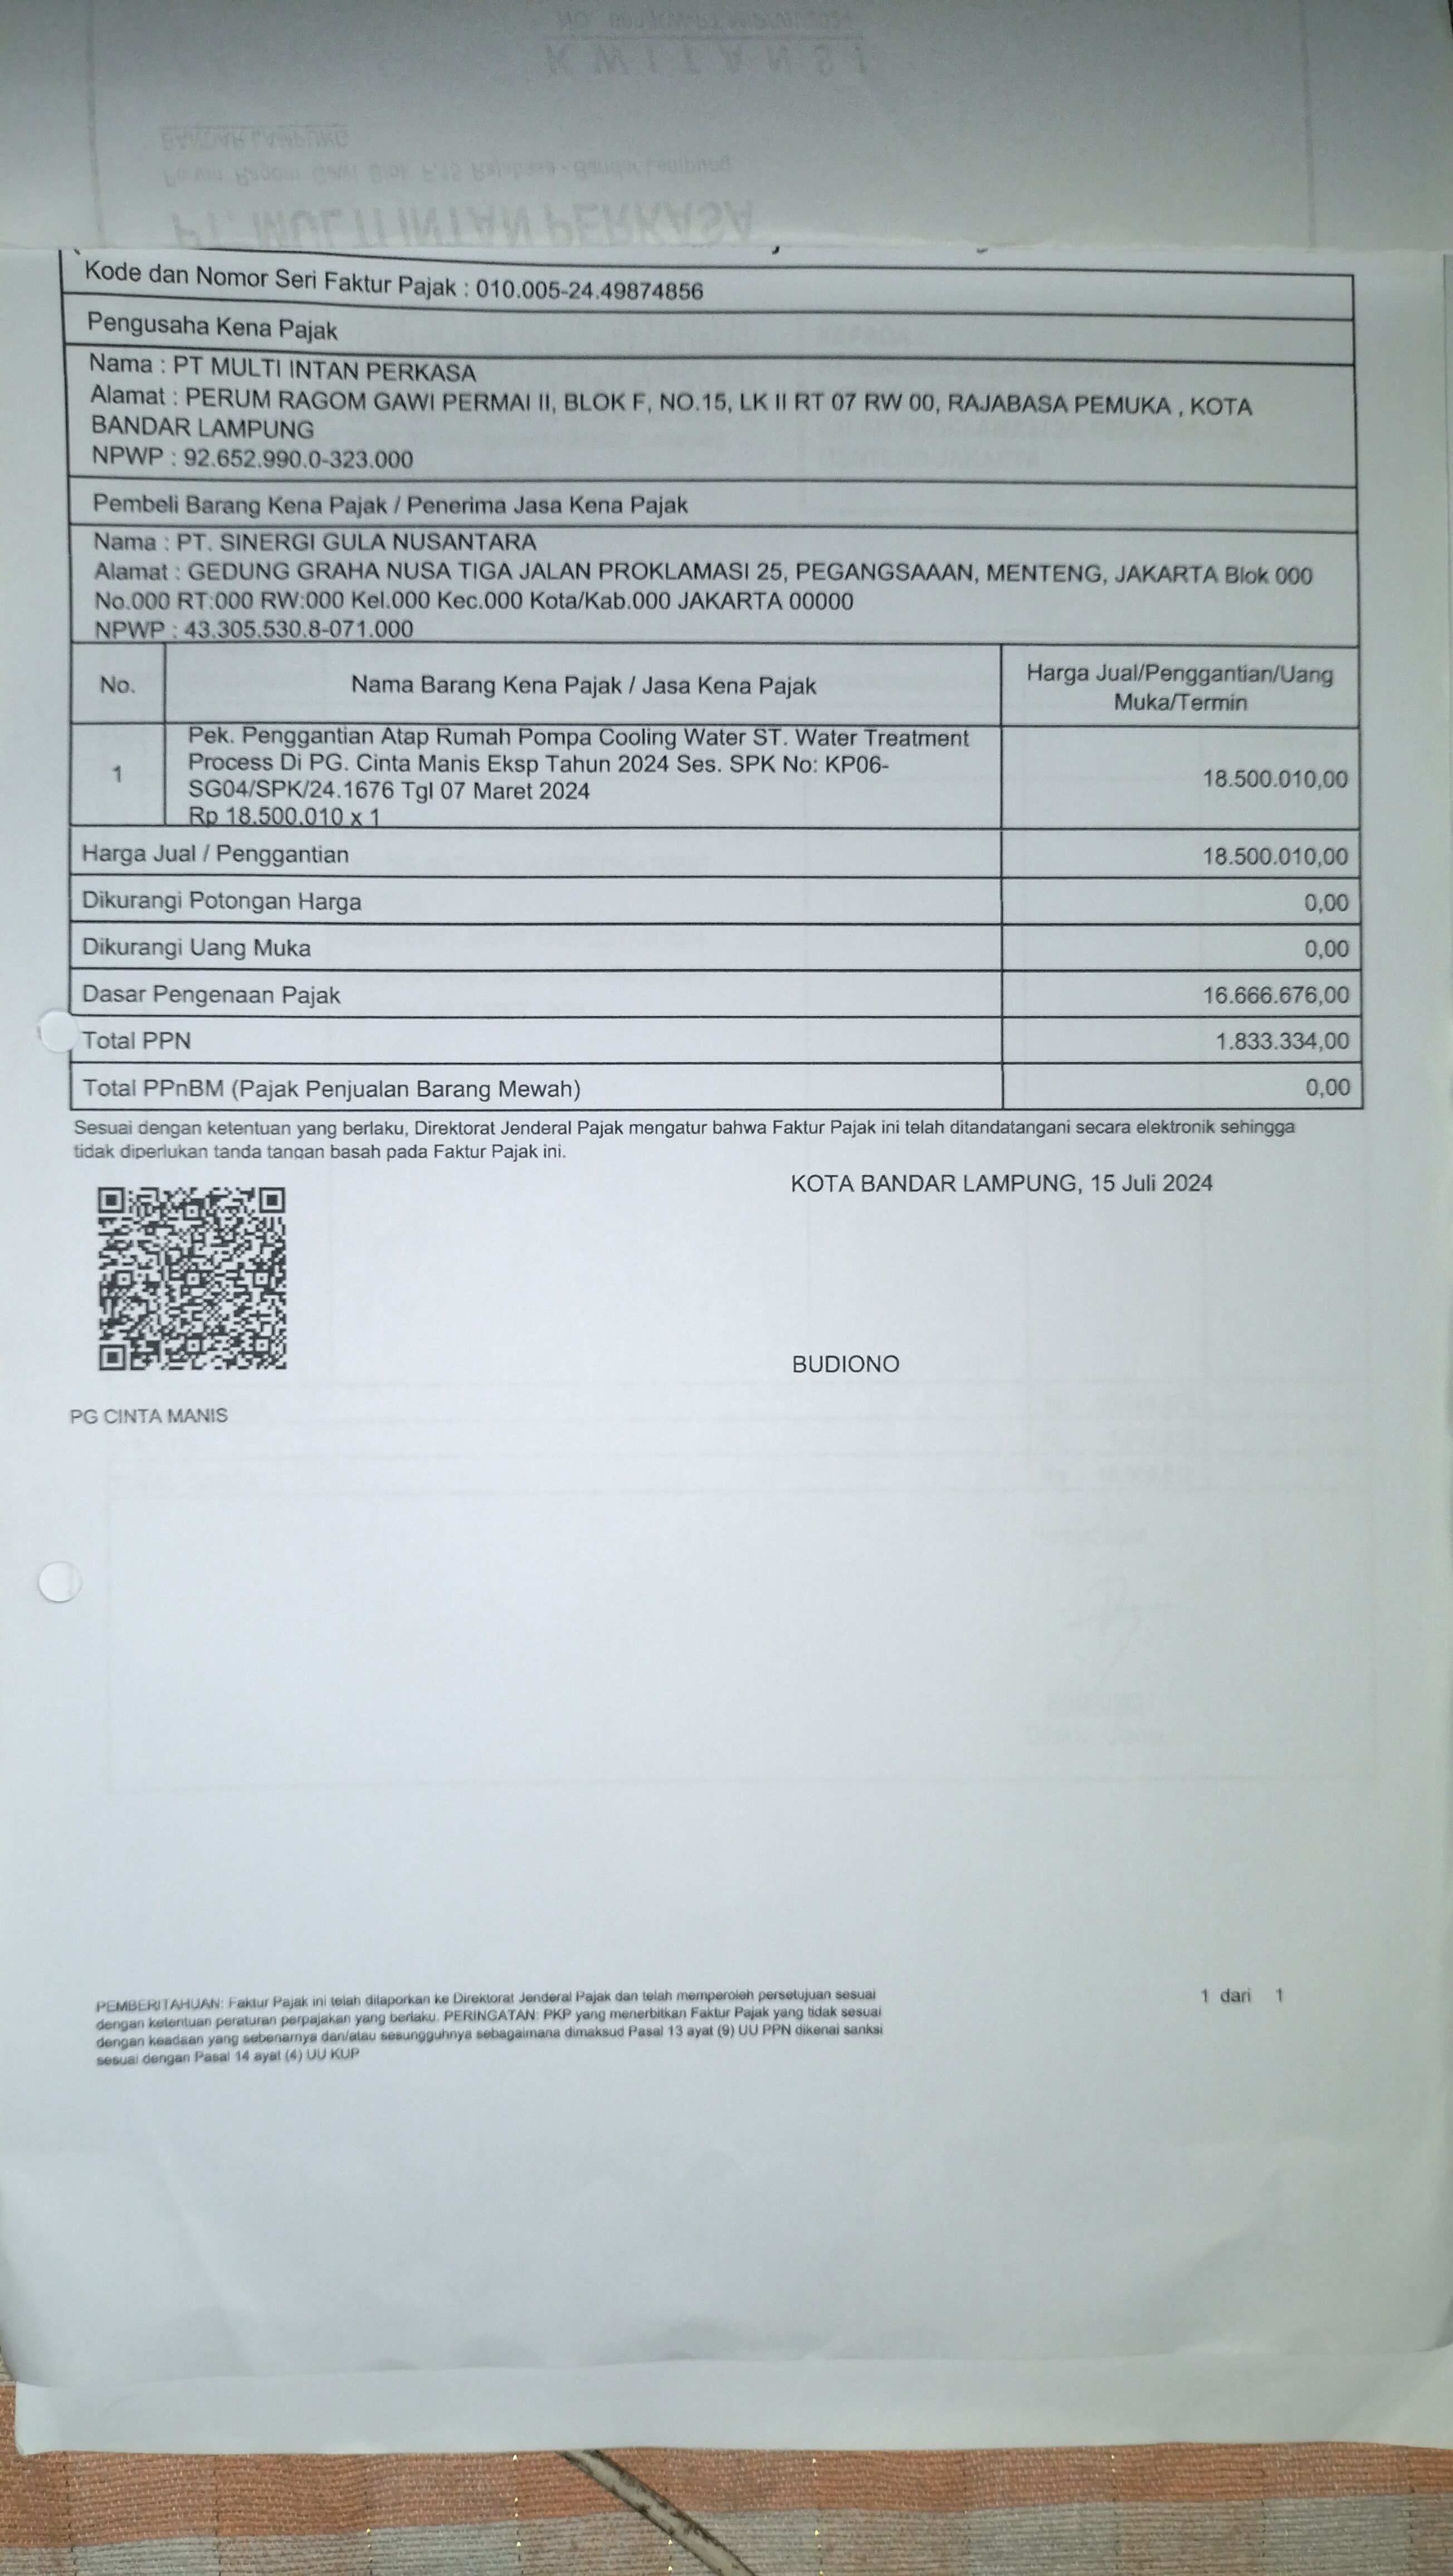 Kode dan Nomor Seri Faktur Pajak : 010.005-24.49874856
Pengusaha Kena Pajak
Nama : PT MULTI INTAN PERKASA
Alamat : PERUM RAGOM GAWI PERMAI II, BLOK F, NO.15, LK II RT 07 RW 00, RAJABASA PEMUKA , KOTA
BANDAR LAMPUNG
NPWP : 92.652.990.0-323.000
Pembeli Barang Kena Pajak / Penerima Jasa Kena Pajak
Nama : PT. SINERGI GULA NUSANTARA
Alamat : GEDUNG GRAHA NUSA TIGA JALAN PROKLAMASI 25, PEGANGSAAAN, MENTENG, JAKARTA Blok 000
No.000 RT:000 RW:000 Kel.000 Kec.000 Kota/Kab.000 JAKARTA 00000
NPWP : 43.305.530.8-071.000
No. Nama Barang Kena Pajak / Jasa Kena Pajak Harga Jual/Penggantian/Uang
Muka/Termin
Pek. Penggantian Atap Rumah Pompa Cooling Water ST. Water Treatment
Process Di PG. Cinta Manis Eksp Tahun 2024 Ses. SPK No: KP06-
1 18.500.010,00
SG04/SPK/24.1676 Tgl 07 Maret 2024
Rp 18.500.010 x 1
Harga Jual / Penggantian 18.500.010,00
Dikurangi Potongan Harga 0,00
Dikurangi Uang Muka 0,00
Dasar Pengenaan Pajak 16.666.676,00
Total PPN 1.833.334,00
Total PPnBM (Pajak Penjualan Barang Mewah) 0,00
Sesuai dengan ketentuan yang berlaku, Direktorat Jenderal Pajak mengatur bahwa Faktur Pajak ini telah ditandatangani secara elektronik sehingga
tidak diperlukan tanda tangan basah pada Faktur Pajak ini.
KOTA BANDAR LAMPUNG, 15 Juli 2024
BUDIONO
PG CINTA MANIS
PEMBERITAHUAN: Faktur Pajak ini telah dilaporkan ke Direktorat Jenderal Pajak dan telah memperoleh persetujuan sesuai
dengan ketentuan peraturan perpajakan yang berlaku. PERINGATAN: PKP yang menerbitkan Faktur Pajak yang tidak sesuai
dengan keadaan yang sebenarnya dan/atau sesungguhnya sebagaimana dimaksud Pasal 13 ayat (9) UU PPN dikenai sanksi
sesuai dengan Pasal 14 ayat (4) UU KUP
1 dari 1